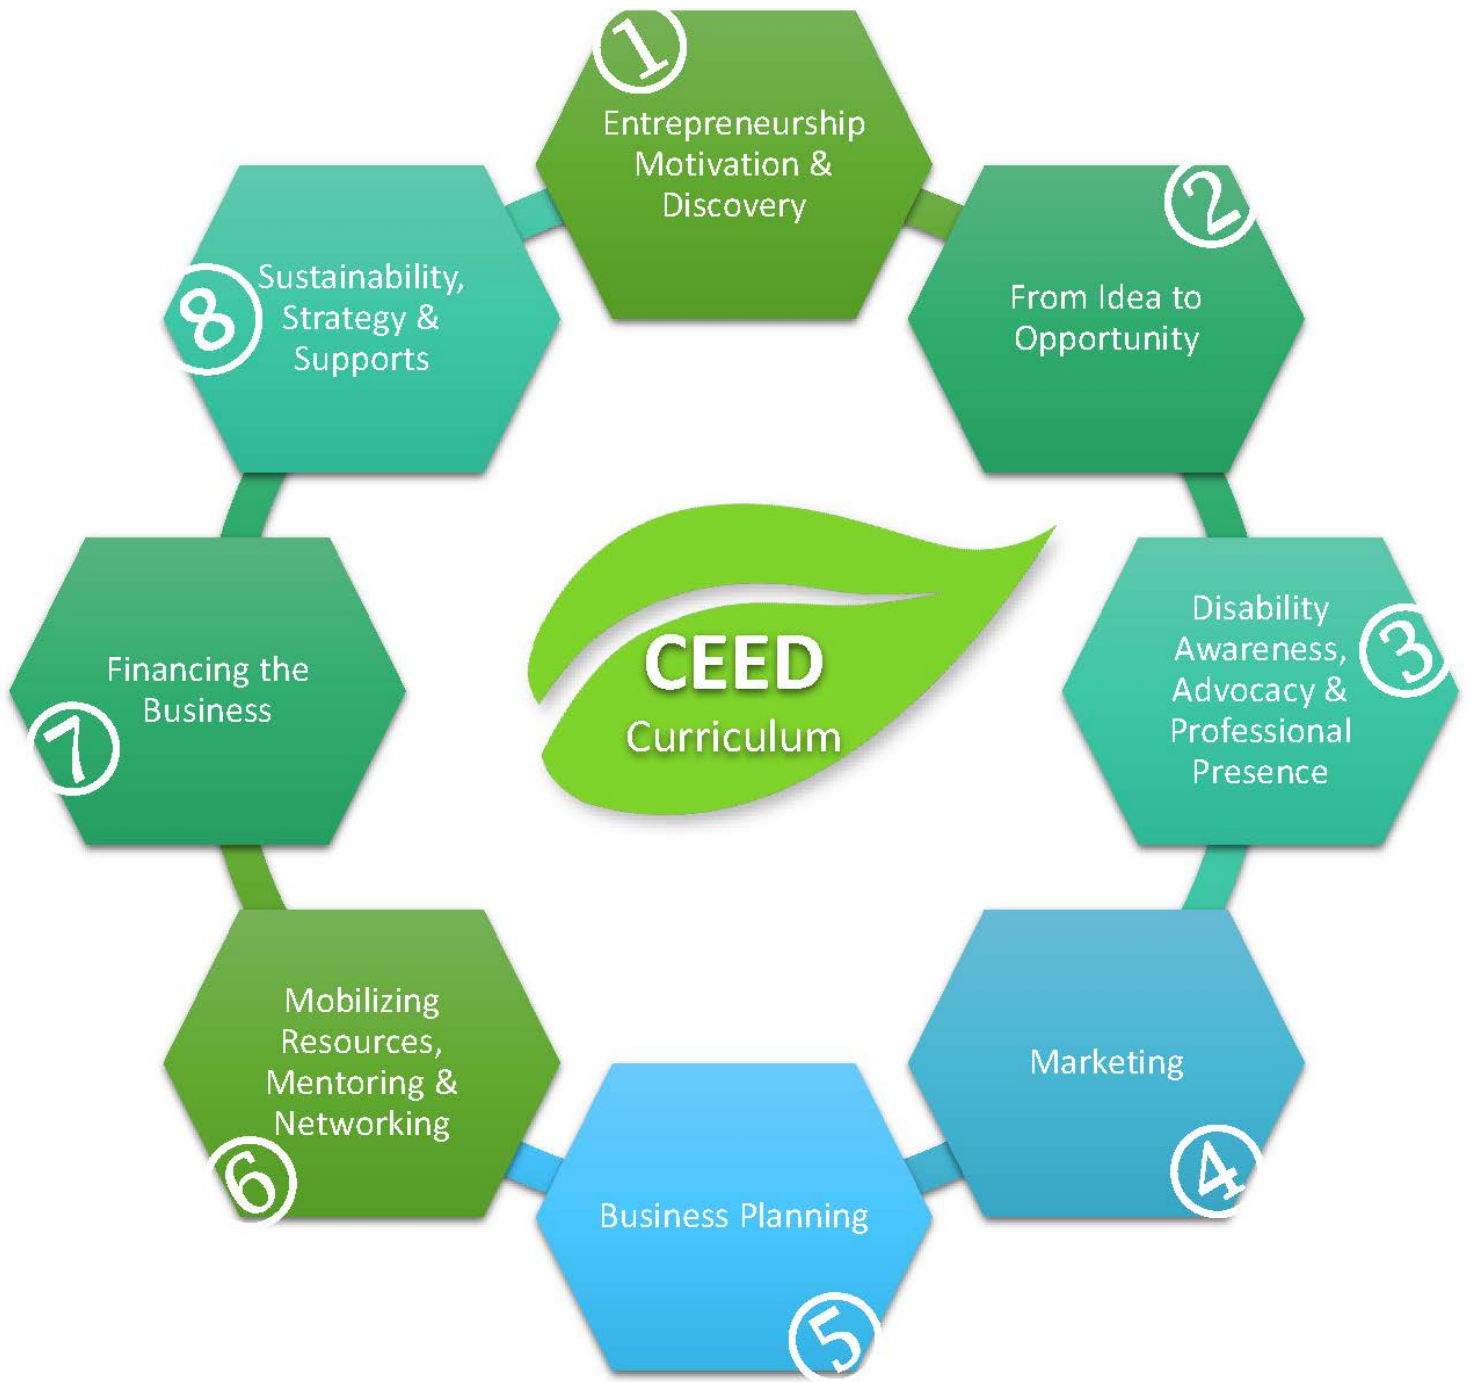 ①
Entrepreneurship
Motivation &
Discovery
②
From Idea to
Opportunity
③
Disability
Awareness,
Advocacy &
Professional
Presence
④
Marketing
⑤
Business Planning
⑥
Mobilizing
Resources,
Mentoring &
Networking
⑦
Financing the
Business
⑧
Sustainability,
Strategy &
Supports
CEED
Curriculum